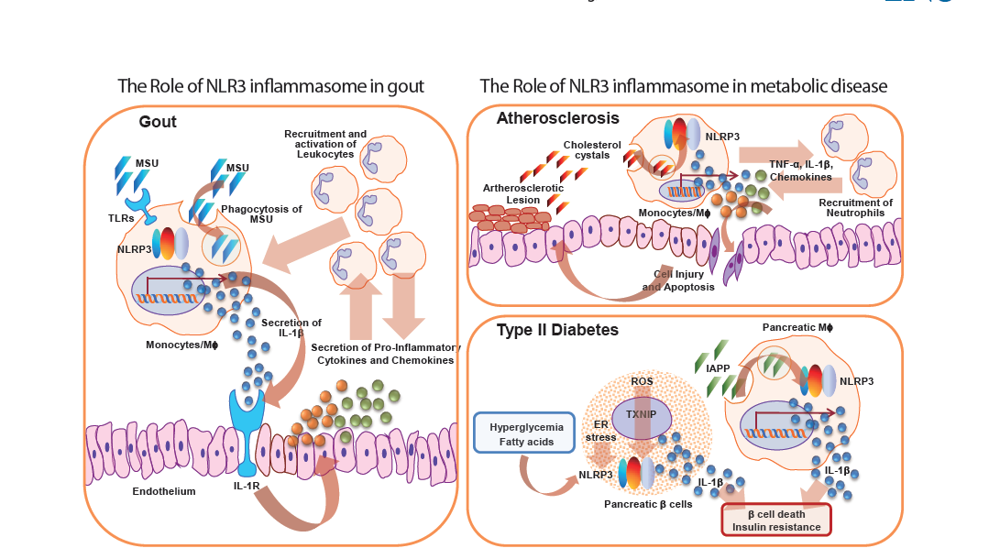 The Role of NLR3 inflammasome in gout
Gout
Recruitment and
activation of
Leukocytes
MSU
MSU
TLRs
Phagocytosis of
MSU
NLRP3
Monocytes/Mϕ
Secretion of
IL-1β
Secretion of Pro-Inflammatory
Cytokines and Chemokines
Endothelium
IL-1R
The Role of NLR3 inflammasome in metabolic disease
Atherosclerosis
Cholesterol
cystals
NLRP3
TNF-α, IL-1β,
Chemokines
Artherosclerotic
Lesion
Monocytes/Mϕ
Recruitment of
Neutrophils
Cell Injury
and Apoptosis
Type II Diabetes
Pancreatic Mϕ
IAPP
NLRP3
ROS
TXNIP
ER
stress
Hyperglycemia
Fatty acids
NLRP3
IL-1β
IL-1β
Pancreatic β cells
β cell death
Insulin resistance